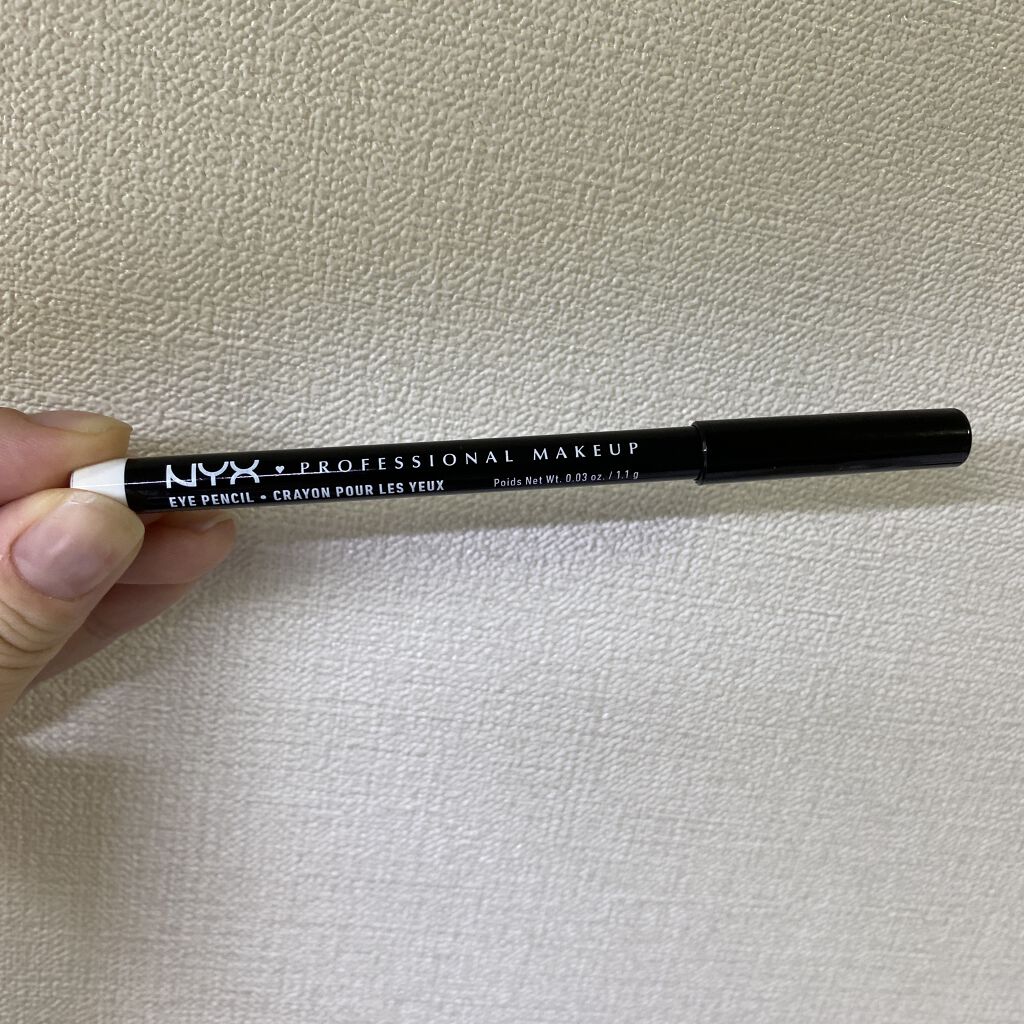 NYX ♥ PROFESSIONAL MAKEUP
EYE PENCIL • CRAYON POUR LES YEUX Poids Net Wt. 0.03 oz. / 1.1 g